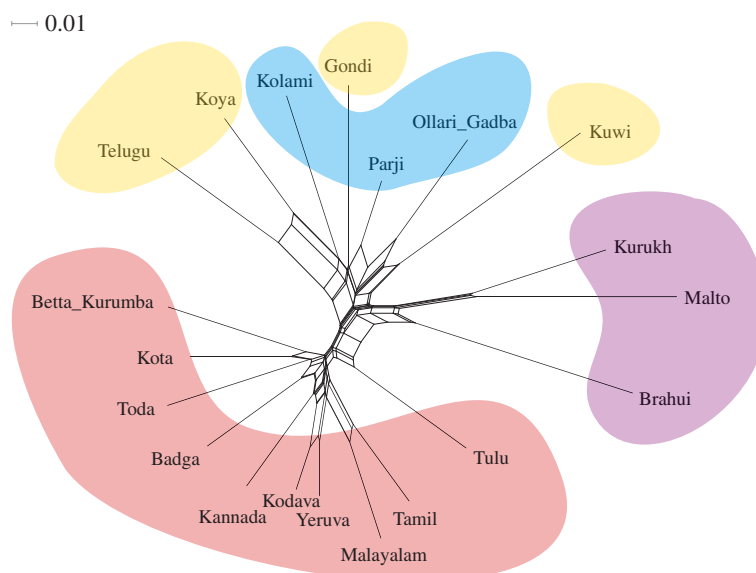 0.01
Gondi
Kolami
Koya
Ollari_Gadba
Kuwi
Telugu
Parji
Kurukh
Malto
Betta_Kurumba
Kota
Brahui
Toda
Badga
Tulu
Kodava
Kannada
Yeruva
Tamil
Malayalam